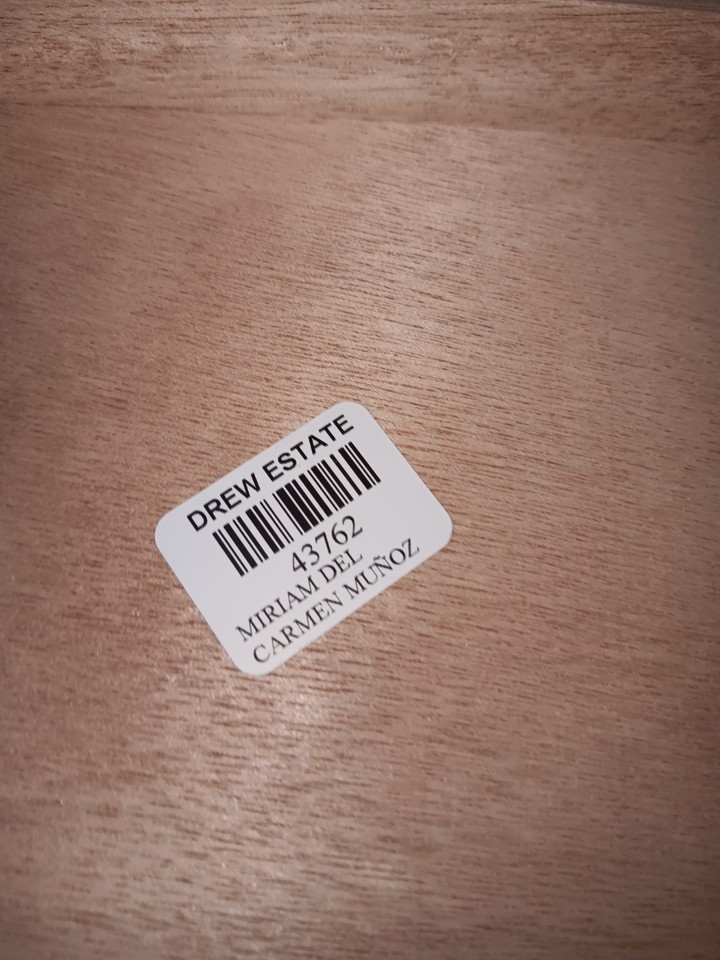 DREW ESTATE
43762
MIRIAM DEL
CARMEN MUÑOZ